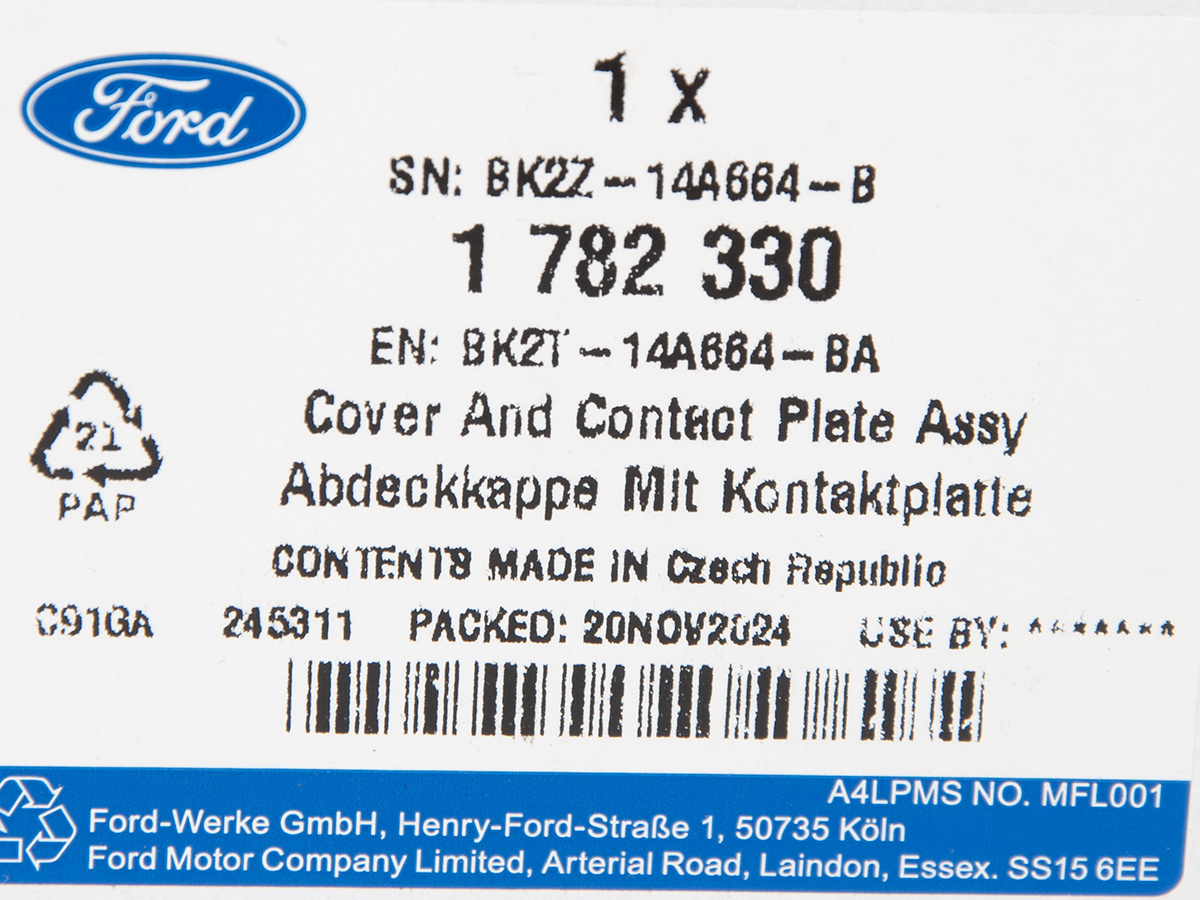 Ford
1 x
SN: BK2Z-14A664-B
1 782 330
EN: BK2T-14A664-BA
Cover And Contact Plate Assy
Abdeckkappe Mit Kontaktplatte
21
PAP
CONTENTS MADE IN Czech Republic
C91GA 245311 PACKED: 20NOV2024 USE BY: *******
A4LPMS NO. MFL001
Ford-Werke GmbH, Henry-Ford-Straße 1, 50735 Köln
Ford Motor Company Limited, Arterial Road, Laindon, Essex. SS15 6EE